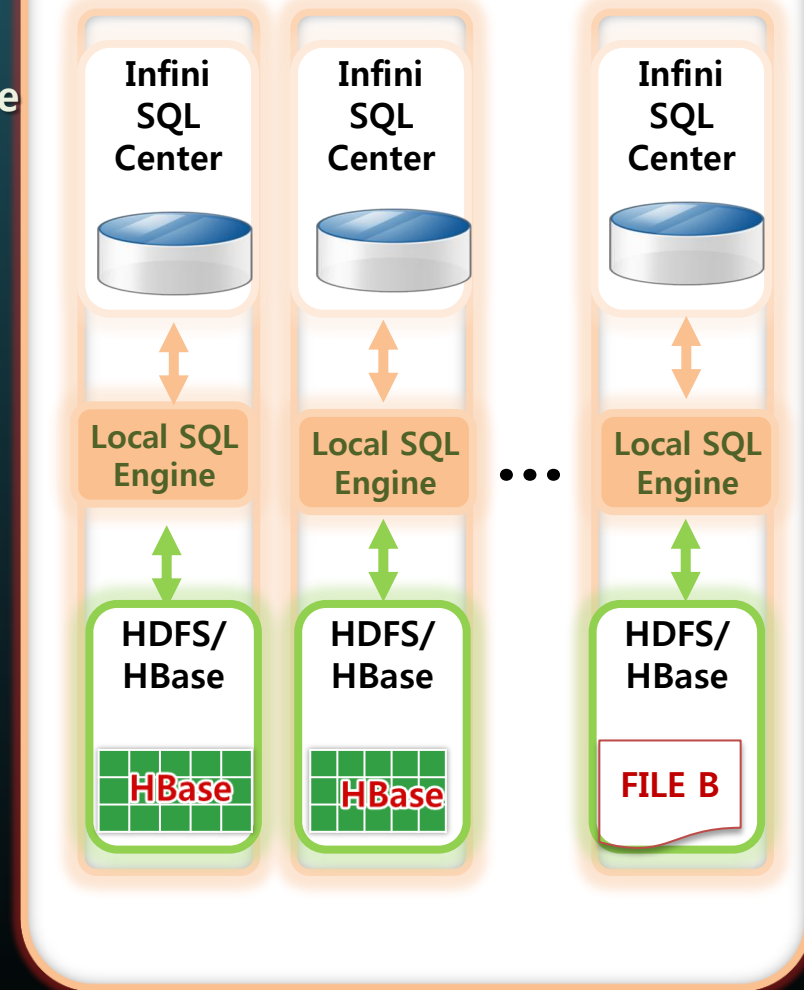 e
Infini
SQL
Center
Infini
SQL
Center
Infini
SQL
Center
Local SQL
Engine
Local SQL
Engine
Local SQL
Engine
...
HDFS/
HBase
HDFS/
HBase
HDFS/
HBase
HBase
HBase
FILE B